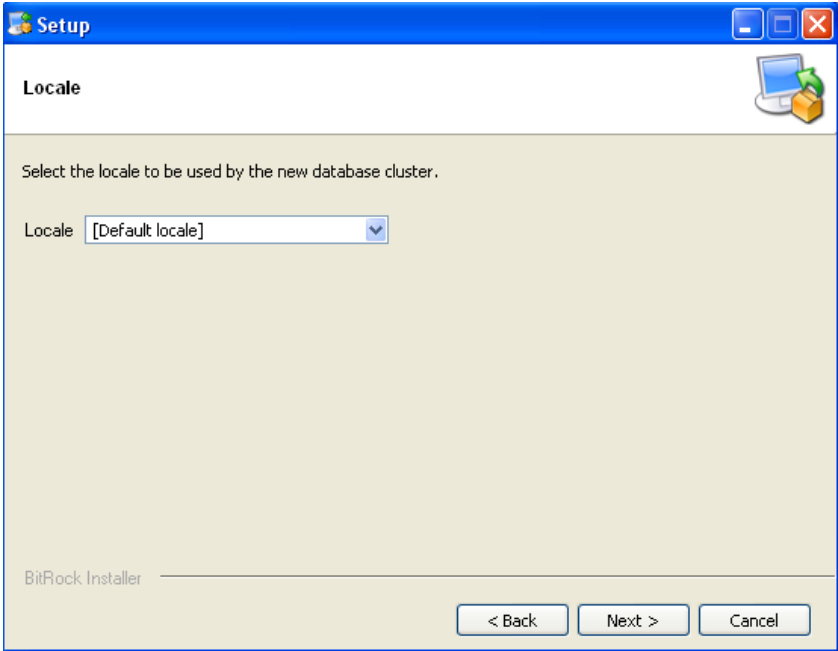 Setup
Locale
Select the locale to be used by the new database cluster.
Locale [Default locale]
BitRock Installer
< Back Next > Cancel